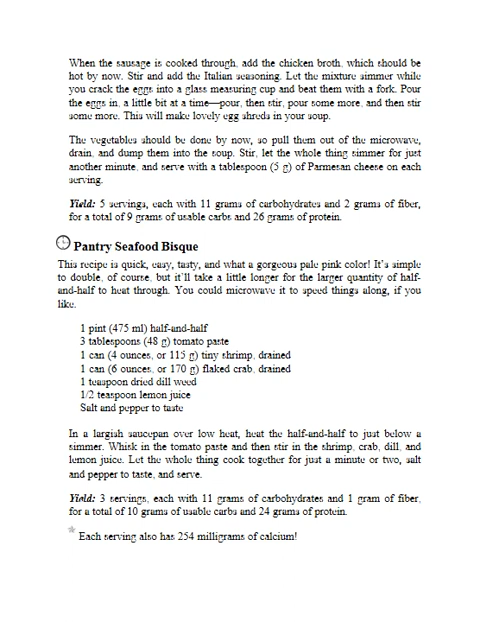 When the sausage is cooked through, add the chicken broth, which should be
hot by now. Stir and add the Italian seasoning. Let the mixture simmer while
you crack the eggs into a glass measuring cup and beat them with a fork. Pour
the eggs in, a little bit at a time—pour, then stir, pour some more, and then stir
some more. This will make lovely egg shreds in your soup.
The vegetables should be done by now, so pull them out of the microwave,
drain, and dump them into the soup. Stir, let the whole thing simmer for just
another minute, and serve with a tablespoon (5 g) of Parmesan cheese on each
serving.
Yield: 5 servings, each with 11 grams of carbohydrates and 2 grams of fiber,
for a total of 9 grams of usable carbs and 26 grams of protein.
Pantry Seafood Bisque
This recipe is quick, easy, tasty, and what a gorgeous pale pink color! It's simple
to double, of course, but it'll take a little longer for the larger quantity of half-
and-half to heat through. You could microwave it to speed things along, if you
like.
1 pint (475 ml) half-and-half
3 tablespoons (48 g) tomato paste
1 can (4 ounces, or 115 g) tiny shrimp, drained
1 can (6 ounces, or 170 g) flaked crab, drained
1 teaspoon dried dill weed
1/2 teaspoon lemon juice
Salt and pepper to taste
In a largish saucepan over low heat, heat the half-and-half to just below a
simmer. Whisk in the tomato paste and then stir in the shrimp, crab, dill, and
lemon juice. Let the whole thing cook together for just a minute or two, salt
and pepper to taste, and serve.
Yield: 3 servings, each with 11 grams of carbohydrates and 1 gram of fiber,
for a total of 10 grams of usable carbs and 24 grams of protein.
* Each serving also has 254 milligrams of calcium!